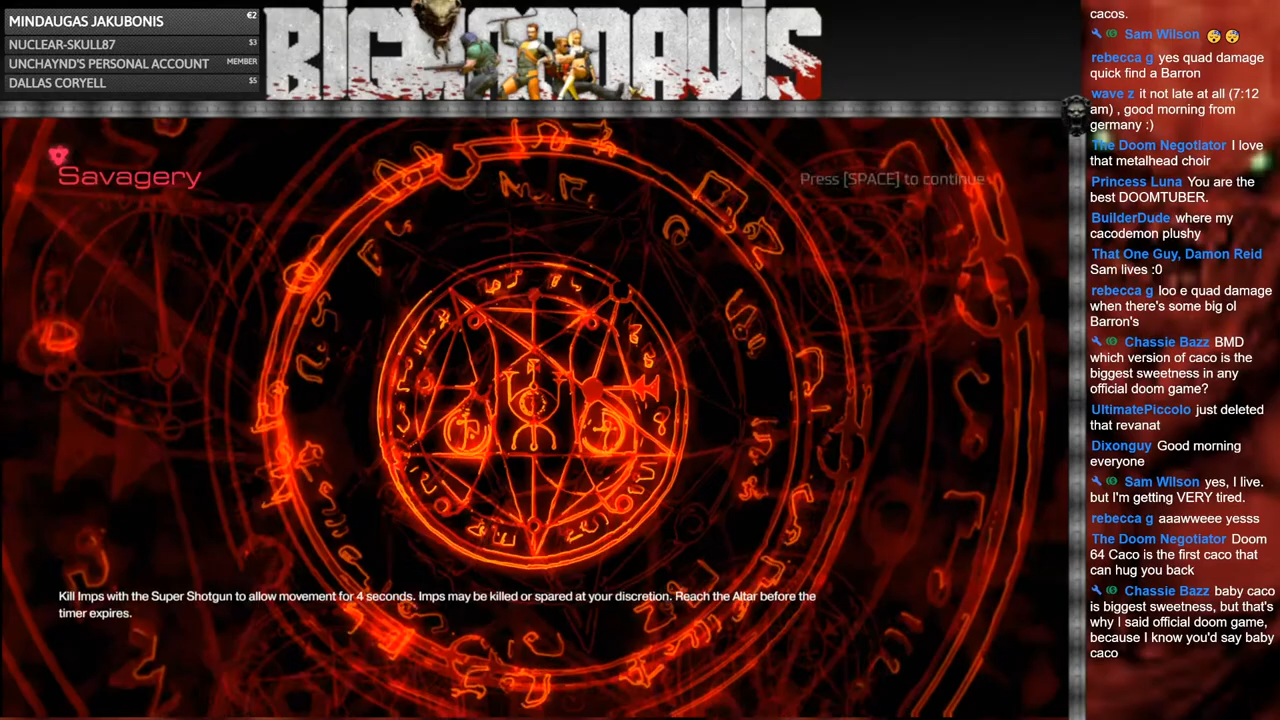 MINDAUGAS JAKUBONIS €2
NUCLEAR-SKULL87 $3
UNCHAYND'S PERSONAL ACCOUNT MEMBER
DALLAS CORYELL $5
Savagery
Press [SPACE] to continue
Kill Imps with the Super Shotgun to allow movement for 4 seconds. Imps may be killed or spared at your discretion. Reach the Altar before the
timer expires.
cacos.
Sam Wilson
rebecca g yes quad damage
quick find a Barron
wave z it not late at all (7:12
am) , good morning from
germany :)
The Doom Negotiator I love
that metalhead choir
Princess Luna You are the
best DOOMTUBER.
BuilderDude where my
cacodemon plushy
That One Guy, Damon Reid
Sam lives :0
rebecca g loo e quad damage
when there's some big ol
Barron's
Chassie Bazz BMD
which version of caco is the
biggest sweetness in any
official doom game?
UltimatePiccolo just deleted
that revanat
Dixonguy Good morning
everyone
Sam Wilson yes, I live.
but I'm getting VERY tired.
rebecca g aaawweee yesss
The Doom Negotiator Doom
64 Caco is the first caco that
can hug you back
Chassie Bazz baby caco
is biggest sweetness, but that's
why I said official doom game,
because I know you'd say baby
caco